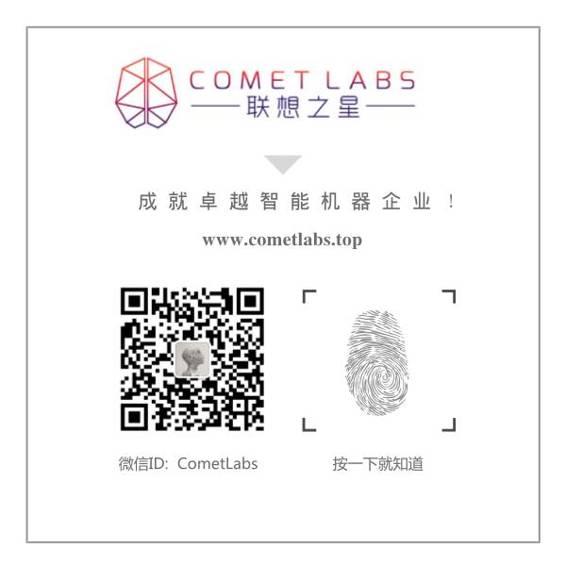 COMET LABS
联想之星
成就卓越智能机器企业！
www.cometlabs.top
微信ID: CometLabs
按一下就知道